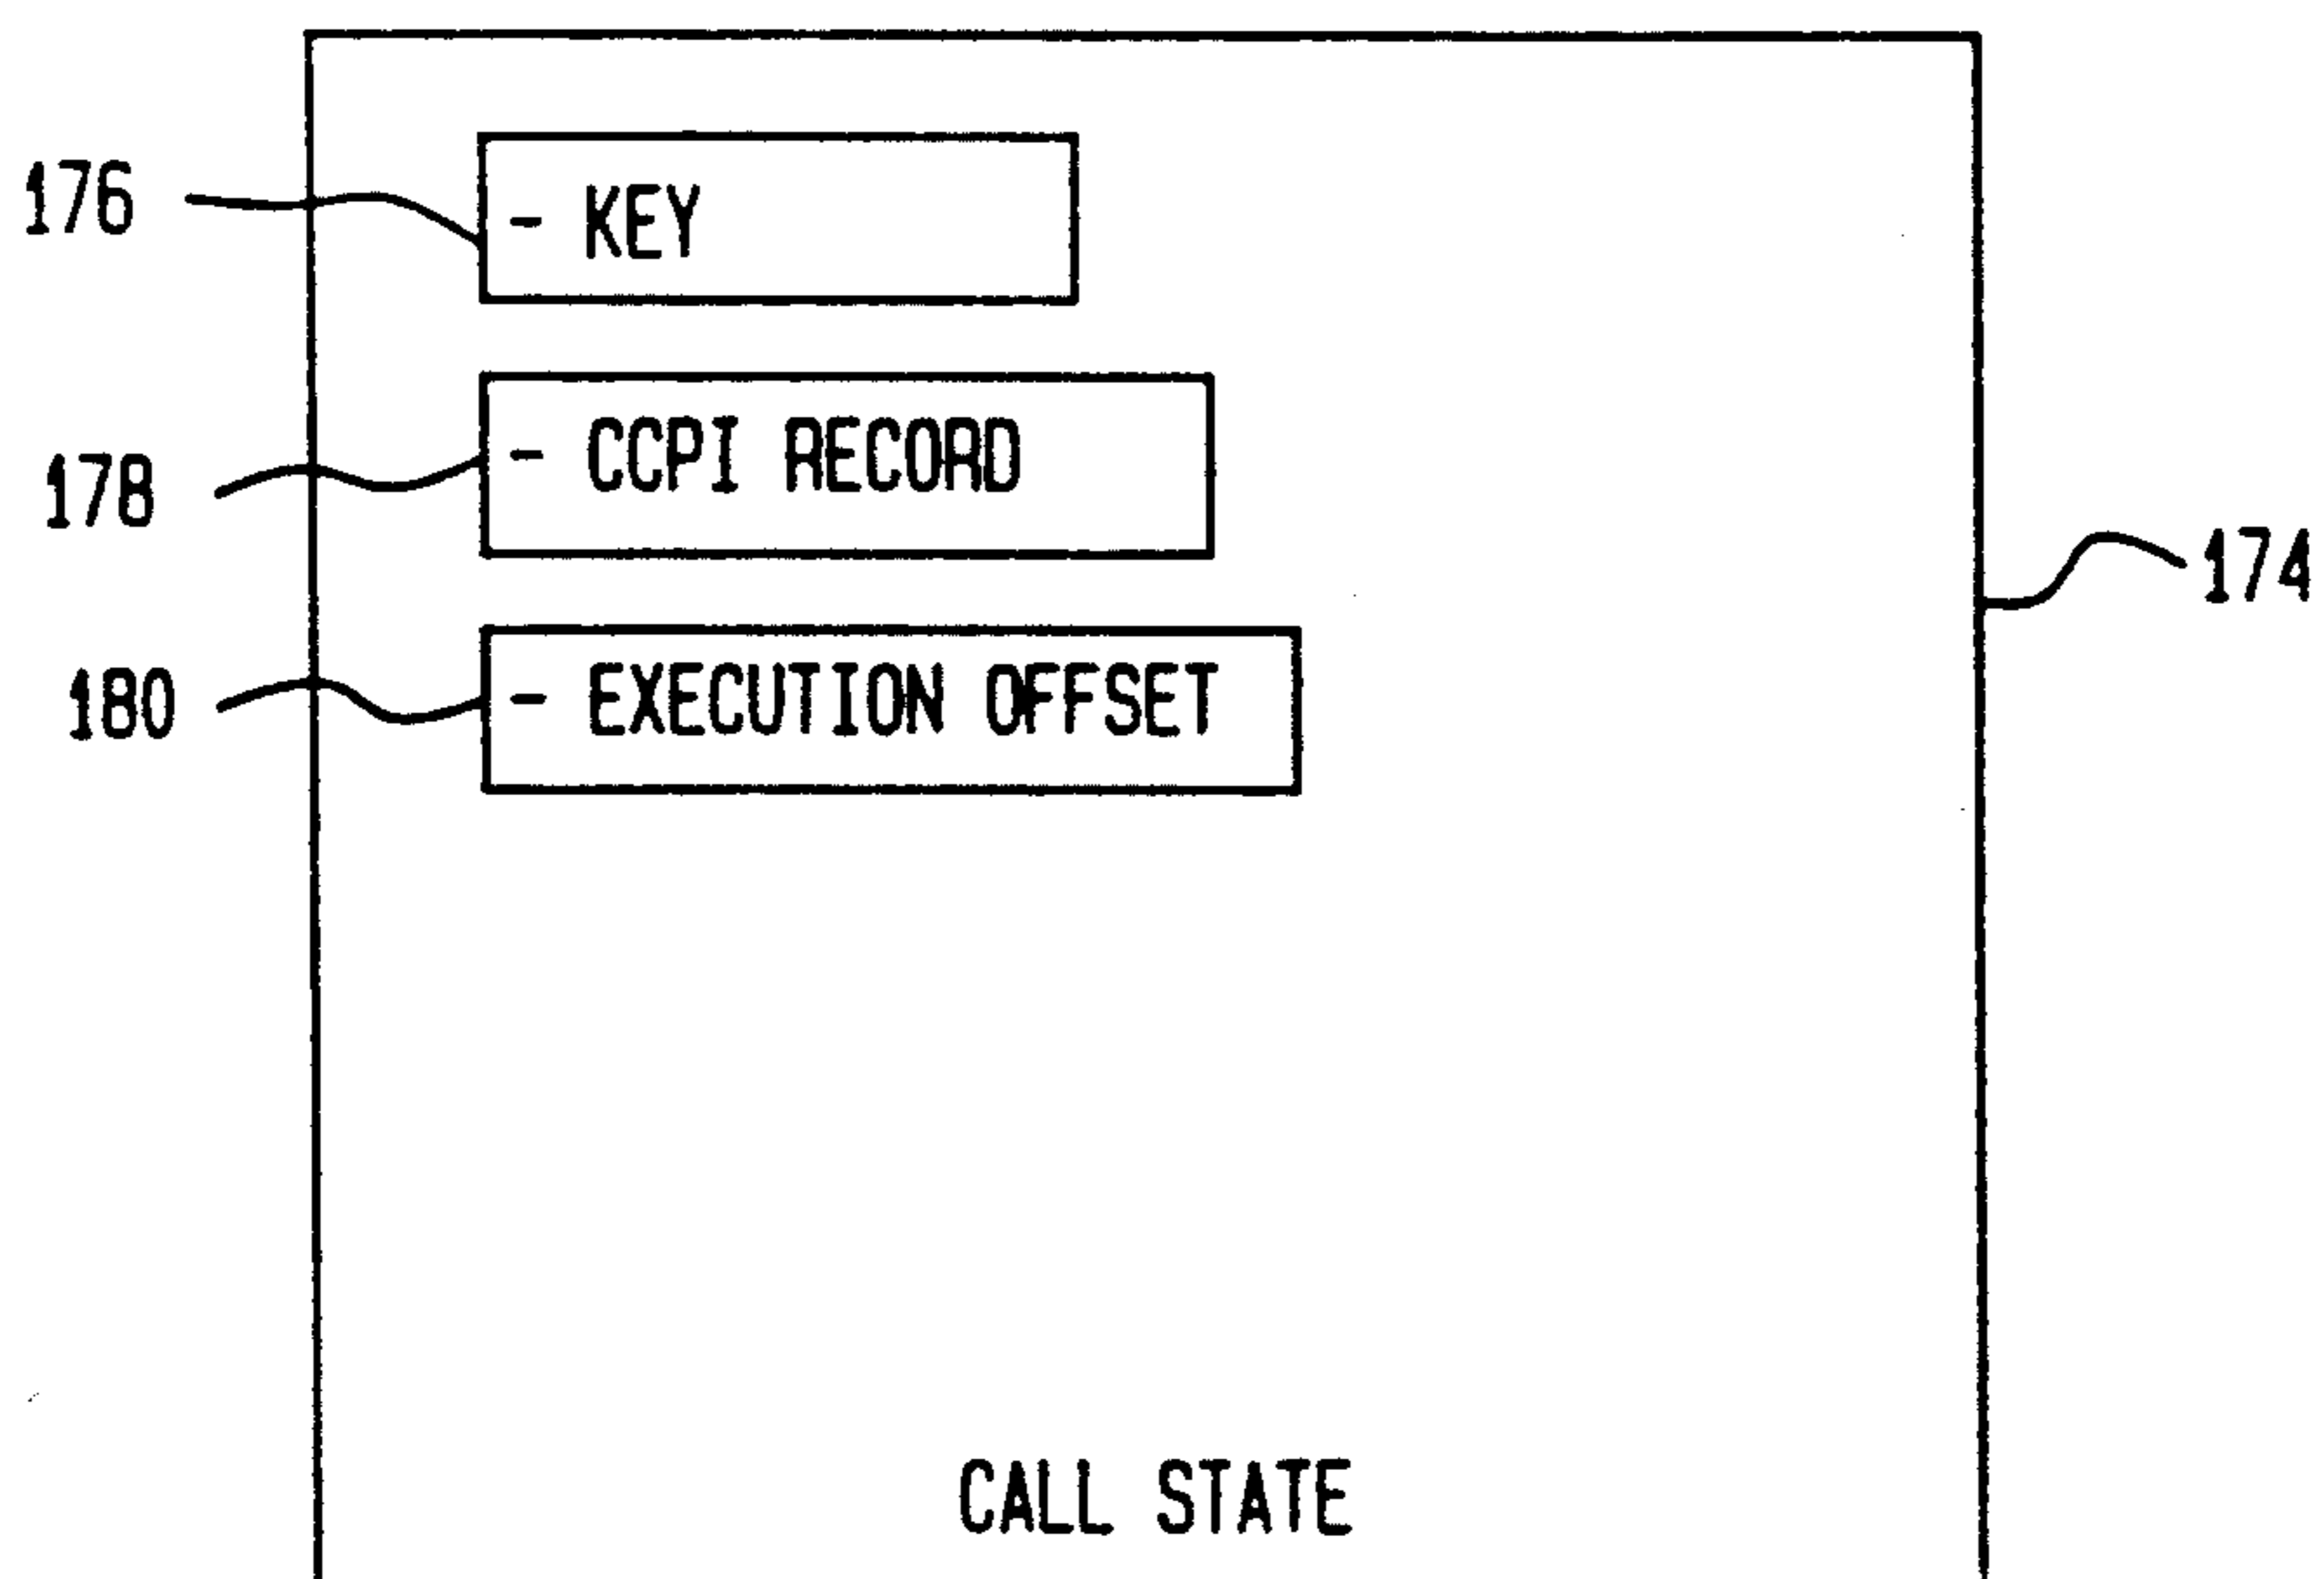 176 - KEY
178 - CCPI RECORD
174
180 - EXECUTION OFFSET
CALL STATE